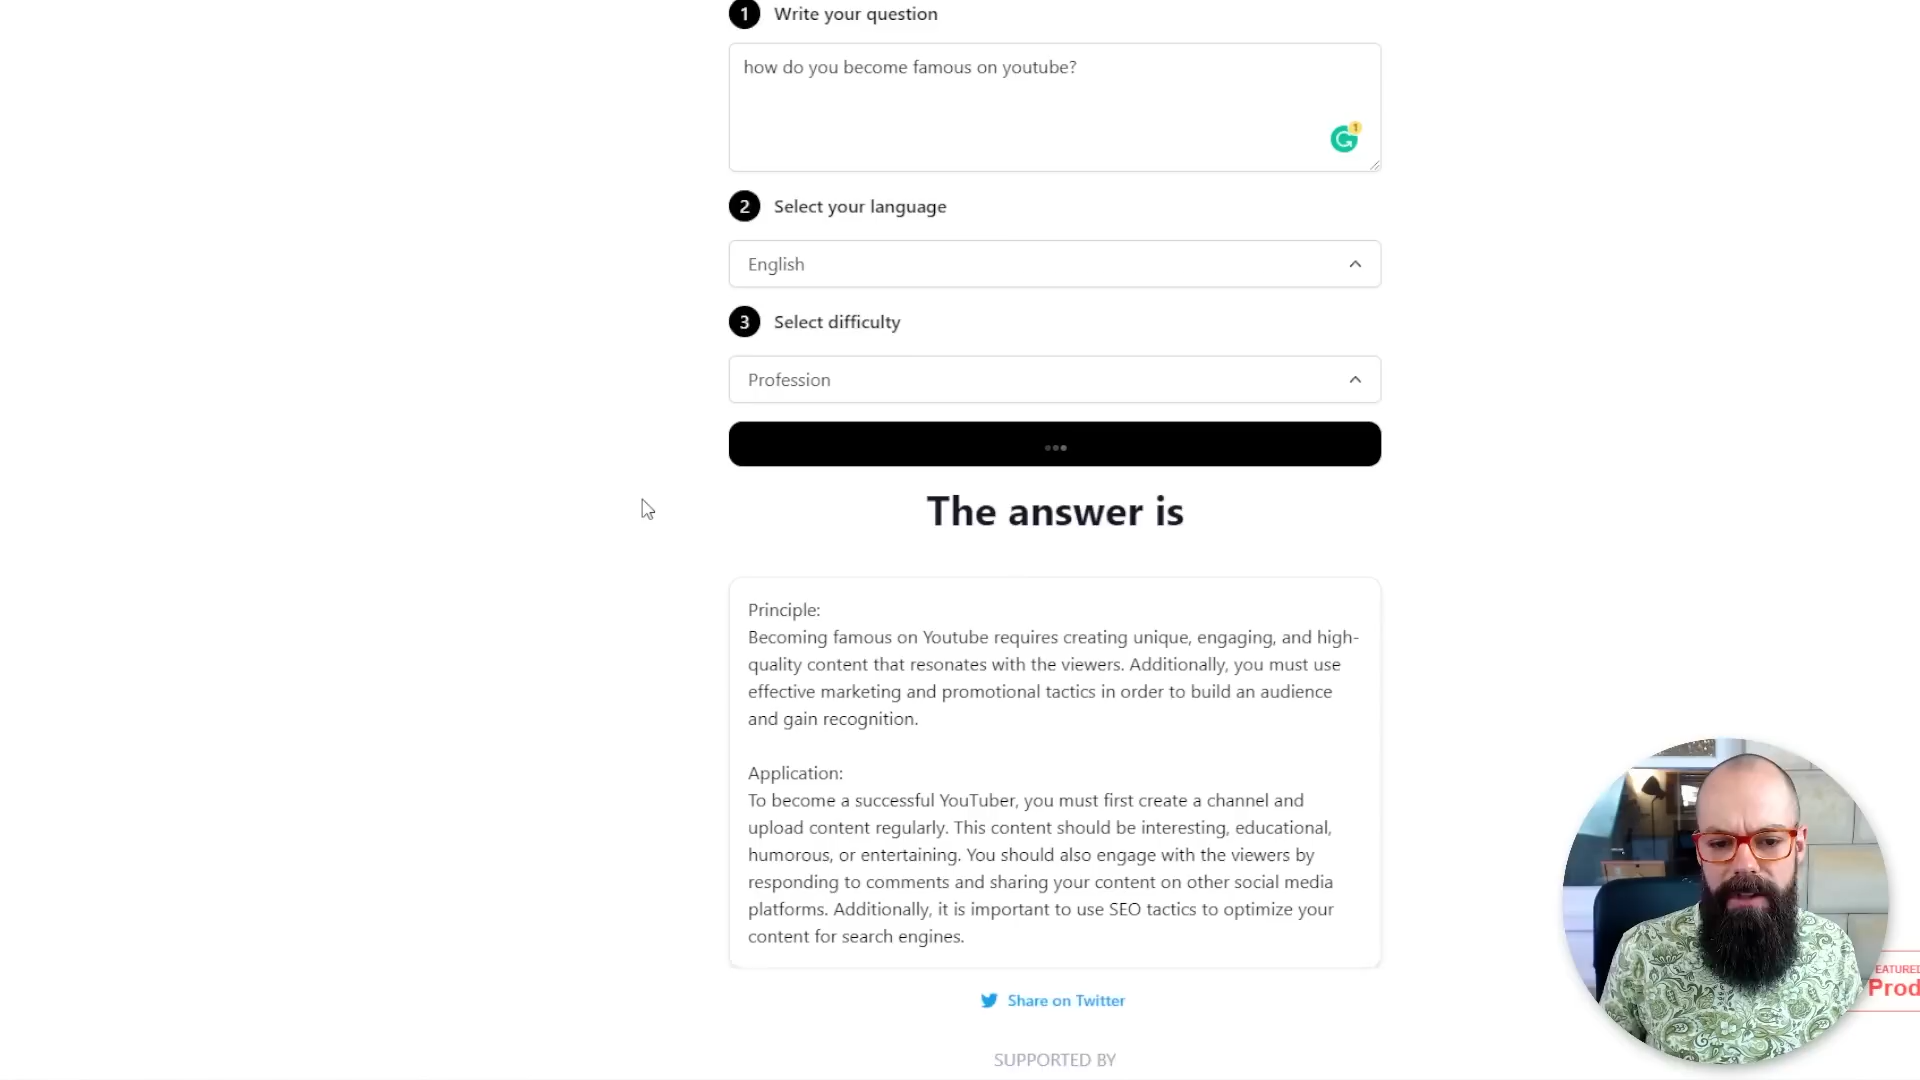 1 Write your question
how do you become famous on youtube?
1
2 Select your language
English
3 Select difficulty
Profession
The answer is
Principle:
Becoming famous on Youtube requires creating unique, engaging, and high-
quality content that resonates with the viewers. Additionally, you must use
effective marketing and promotional tactics in order to build an audience
and gain recognition.
Application:
To become a successful YouTuber, you must first create a channel and
upload content regularly. This content should be interesting, educational,
humorous, or entertaining. You should also engage with the viewers by
responding to comments and sharing your content on other social media
platforms. Additionally, it is important to use SEO tactics to optimize your
content for search engines.
EATURED
Prod
Share on Twitter
SUPPORTED BY